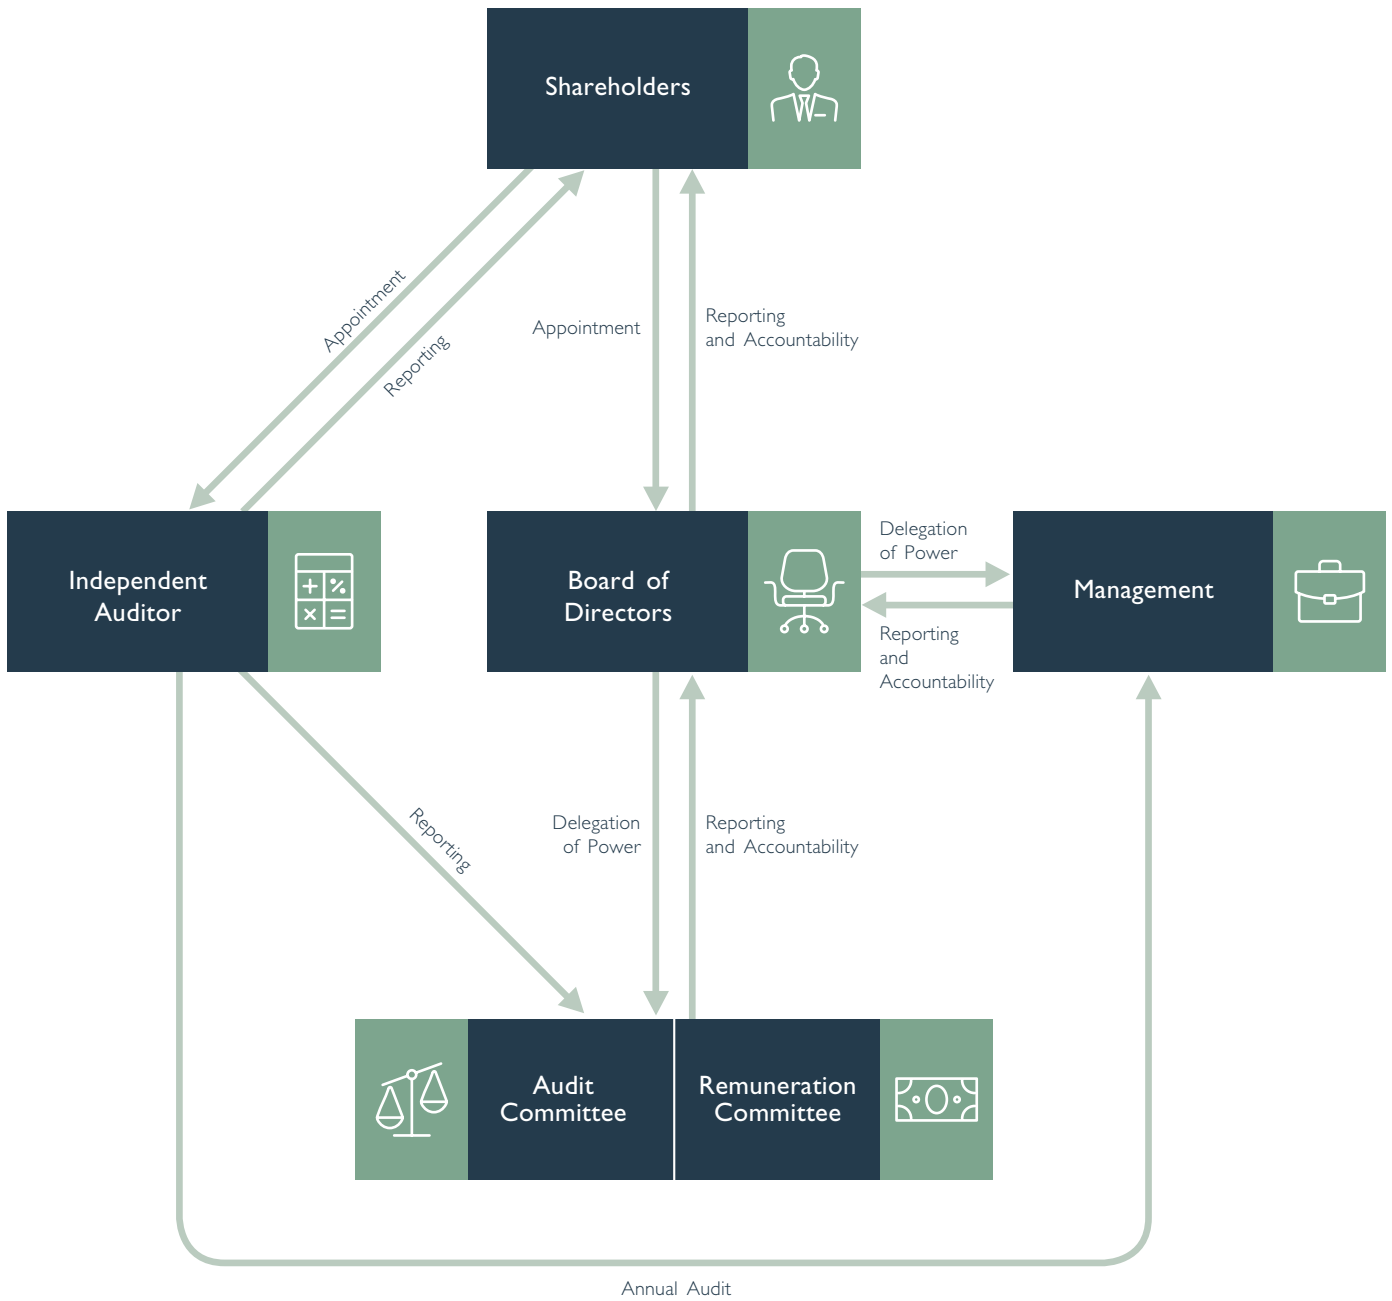 Shareholders
Appointment
Reporting
Appointment
Reporting
and Accountability
Independent
Auditor
Board of
Directors
Delegation
of Power
Reporting
and
Accountability
Management
Reporting
Delegation
of Power
Reporting
and Accountability
Audit
Committee
Remuneration
Committee
Annual Audit